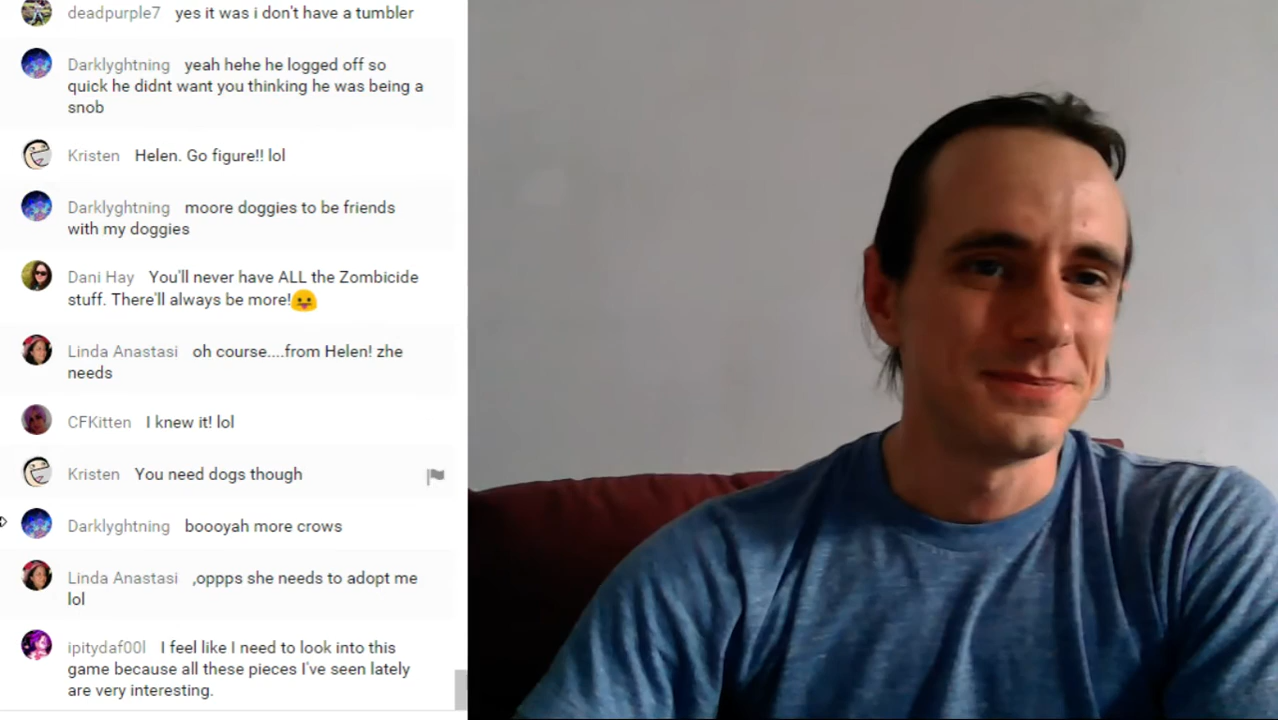 deadpurple7 yes it was i don't have a tumbler
Darklyghtning yeah hehe he logged off so
quick he didnt want you thinking he was being a
snob
Kristen Helen. Go figure!! lol
Darklyghtning moore doggies to be friends
with my doggies
Dani Hay You'll never have ALL the Zombicide
stuff. There'll always be more!😛
Linda Anastasi oh course....from Helen! zhe
needs
CFKitten I knew it! lol
Kristen You need dogs though
Darklyghtning boooyah more crows
Linda Anastasi ,oppps she needs to adopt me
lol
ipitydaf00l I feel like I need to look into this
game because all these pieces I've seen lately
are very interesting.